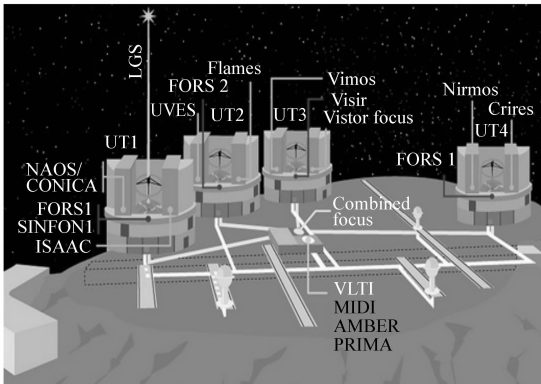 LGS
Flames
FORS 2
UVES
UT2
UT1
NAOS/
CONICA
FORS1
SINFON1
ISAAC
Vimos
Visir
UT3
Vistor focus
Nirmos
Crires
UT4
FORS 1
Combined
focus
VLTI
MIDI
AMBER
PRIMA